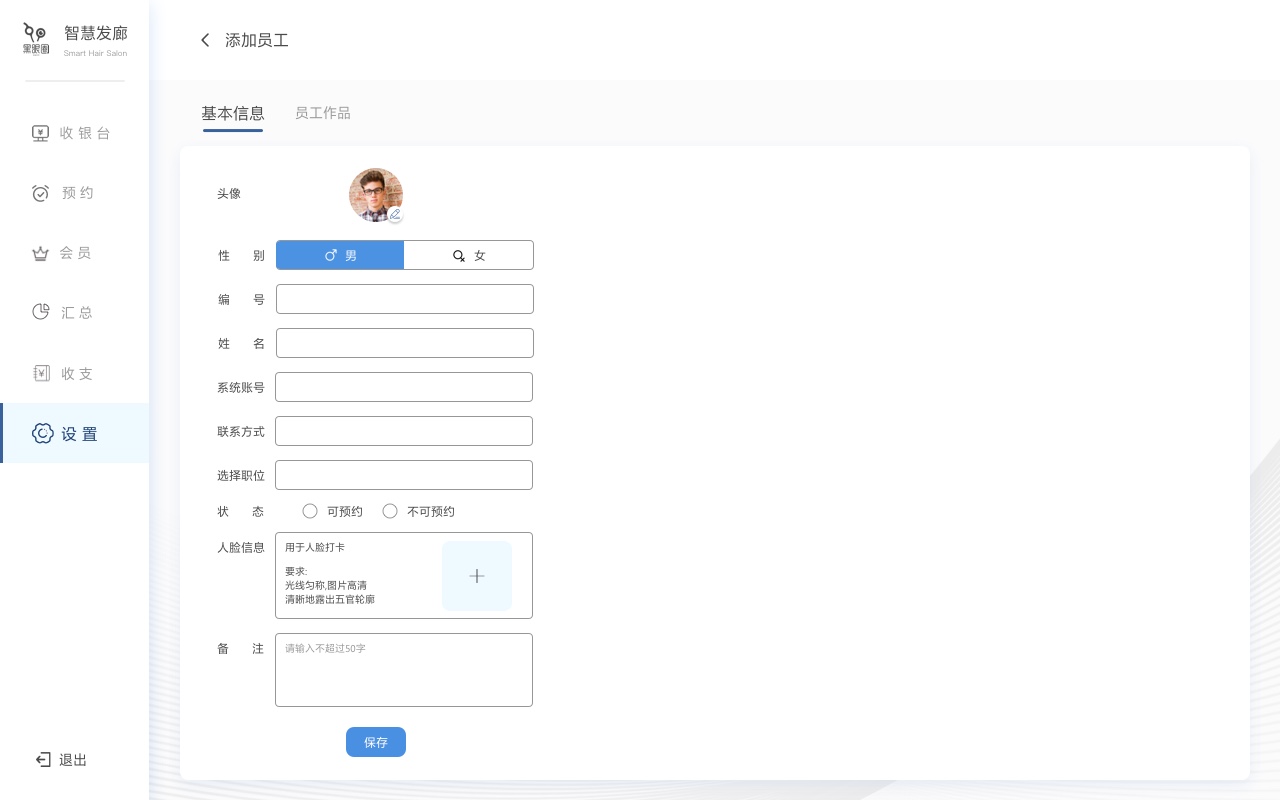 黑眼圈
智慧发廊
Smart Hair Salon
收银台
预约
会员
汇总
收支
设置
退出
添加员工
基本信息
员工作品
头像
性 别
男
女
编 号
姓 名
系统账号
联系方式
选择职位
状 态
可预约
不可预约
人脸信息
用于人脸打卡
要求:
光线匀称,图片高清
清晰地露出五官轮廓
备 注
请输入不超过50字
保存